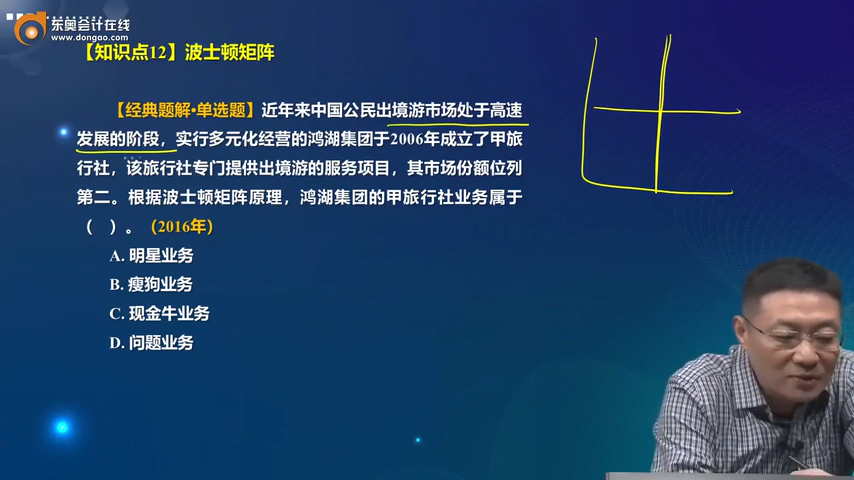 东奥会计在线
www.dongao.com
【知识点12】波士顿矩阵
【经典题解·单选题】近年来中国公民出境游市场处于高速
发展的阶段，实行多元化经营的鸿湖集团于2006年成立了甲旅
行社，该旅行社专门提供出境游的服务项目，其市场份额位列
第二。根据波士顿矩阵原理，鸿湖集团的甲旅行社业务属于
（　）。（2016年）
A. 明星业务
B. 瘦狗业务
C. 现金牛业务
D. 问题业务